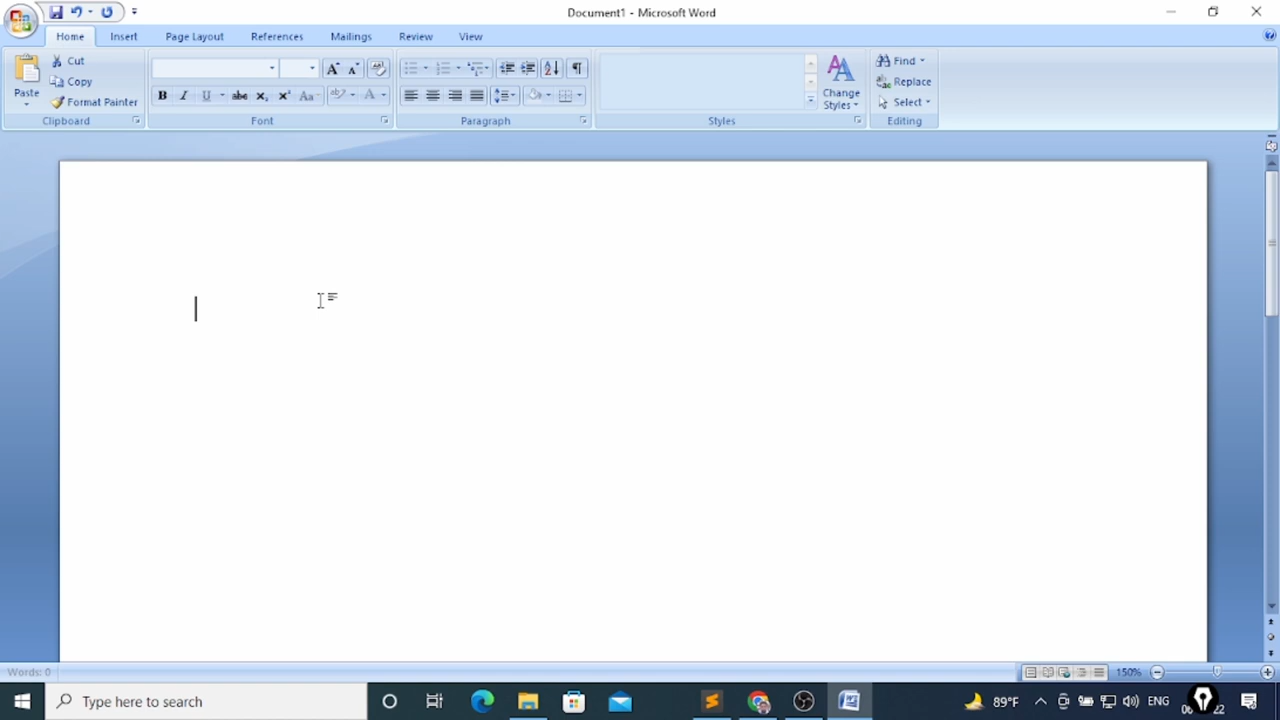 Document1 - Microsoft Word
Home Insert Page Layout References Mailings Review View
Paste
Cut
Copy
Format Painter
Clipboard
Font
Paragraph
Change
Styles
Styles
Find
Replace
Select
Editing
Words: 0
150%
Type here to search
89°F
ENG